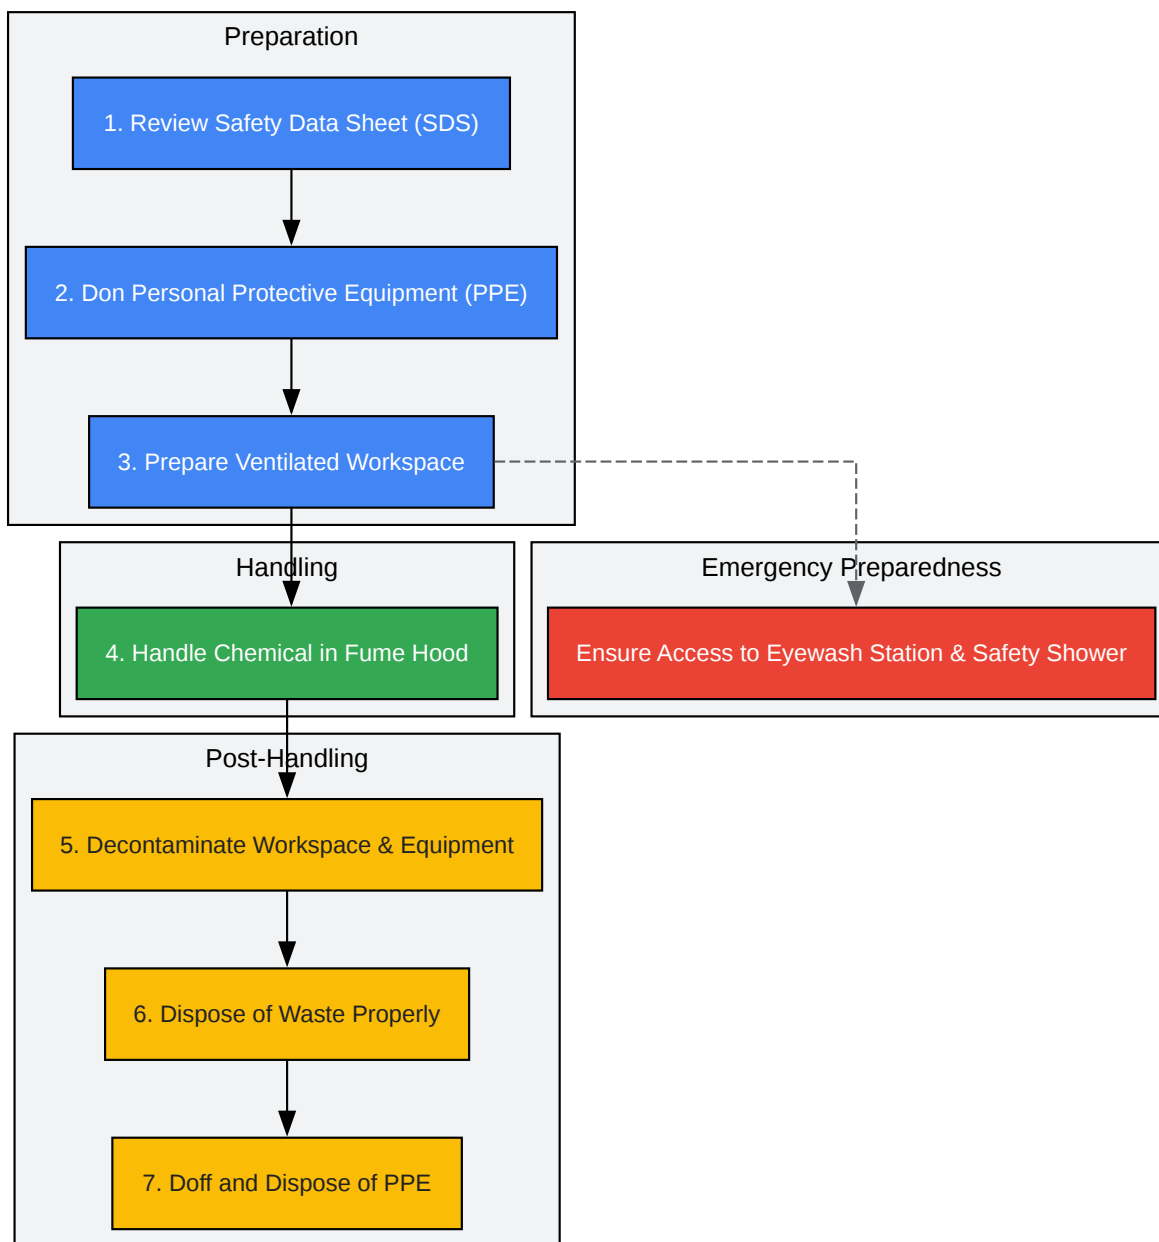 Preparation
1. Review Safety Data Sheet (SDS)
2. Don Personal Protective Equipment (PPE)
3. Prepare Ventilated Workspace
Handling
4. Handle Chemical in Fume Hood
Emergency Preparedness
Ensure Access to Eyewash Station & Safety Shower
Post-Handling
5. Decontaminate Workspace & Equipment
6. Dispose of Waste Properly
7. Doff and Dispose of PPE